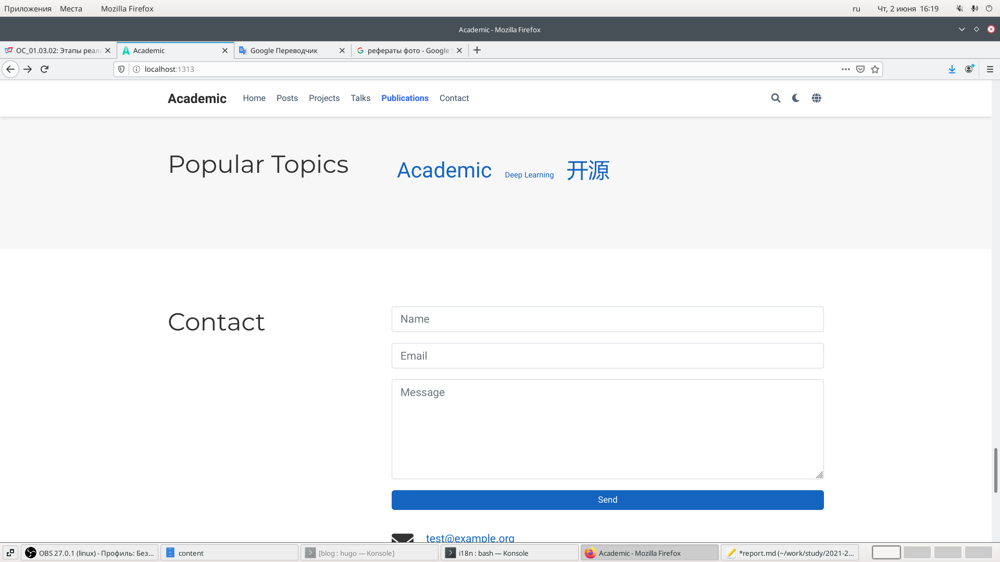 Приложения Места Mozilla Firefox ru Чт, 2 июня 16:19
Academic - Mozilla Firefox
ОС_01.03.02: Этапы реал Academic Google Переводчик рефераты фото - Google S
localhost:1313
Academic Home Posts Projects Talks Publications Contact
Popular Topics Academic Deep Learning 开源
Contact
Name
Email
Message
Send
test@example.org
OBS 27.0.1 (linux) - Профиль: Без... content [blog : hugo — Konsole] i18n : bash — Konsole Academic - Mozilla Firefox *report.md (~/work/study/2021-2...